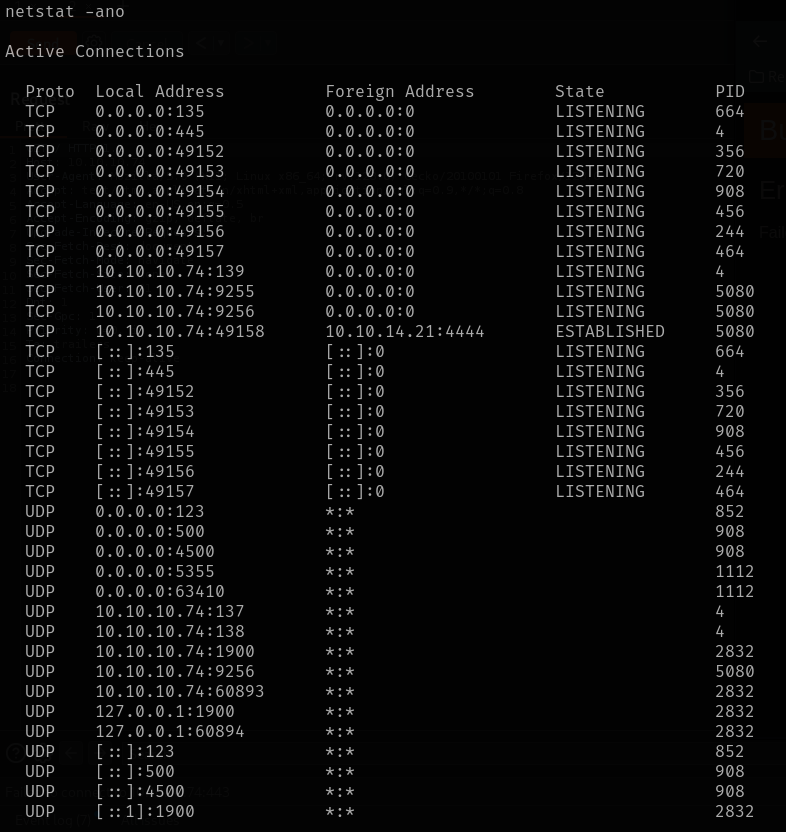 netstat -ano
Active Connections
Proto  Local Address          Foreign Address        State           PID
TCP    0.0.0.0:135            0.0.0.0:0              LISTENING       664
TCP    0.0.0.0:445            0.0.0.0:0              LISTENING       4
TCP    0.0.0.0:49152          0.0.0.0:0              LISTENING       356
TCP    0.0.0.0:49153          0.0.0.0:0              LISTENING       720
TCP    0.0.0.0:49154          0.0.0.0:0              LISTENING       908
TCP    0.0.0.0:49155          0.0.0.0:0              LISTENING       456
TCP    0.0.0.0:49156          0.0.0.0:0              LISTENING       244
TCP    0.0.0.0:49157          0.0.0.0:0              LISTENING       464
TCP    10.10.10.74:139        0.0.0.0:0              LISTENING       4
TCP    10.10.10.74:9255       0.0.0.0:0              LISTENING       5080
TCP    10.10.10.74:9256       0.0.0.0:0              LISTENING       5080
TCP    10.10.10.74:49158      10.10.14.21:4444       ESTABLISHED     5080
TCP    [::]:135               [::]:0                 LISTENING       664
TCP    [::]:445               [::]:0                 LISTENING       4
TCP    [::]:49152             [::]:0                 LISTENING       356
TCP    [::]:49153             [::]:0                 LISTENING       720
TCP    [::]:49154             [::]:0                 LISTENING       908
TCP    [::]:49155             [::]:0                 LISTENING       456
TCP    [::]:49156             [::]:0                 LISTENING       244
TCP    [::]:49157             [::]:0                 LISTENING       464
UDP    0.0.0.0:123            *:*                                    852
UDP    0.0.0.0:500            *:*                                    908
UDP    0.0.0.0:4500           *:*                                    908
UDP    0.0.0.0:5355           *:*                                    1112
UDP    0.0.0.0:63410          *:*                                    1112
UDP    10.10.10.74:137        *:*                                    4
UDP    10.10.10.74:138        *:*                                    4
UDP    10.10.10.74:1900       *:*                                    2832
UDP    10.10.10.74:9256       *:*                                    5080
UDP    10.10.10.74:60893      *:*                                    2832
UDP    127.0.0.1:1900         *:*                                    2832
UDP    127.0.0.1:60894        *:*                                    2832
UDP    [::]:123               *:*                                    852
UDP    [::]:500               *:*                                    908
UDP    [::]:4500              *:*                                    908
UDP    [::1]:1900             *:*                                    2832